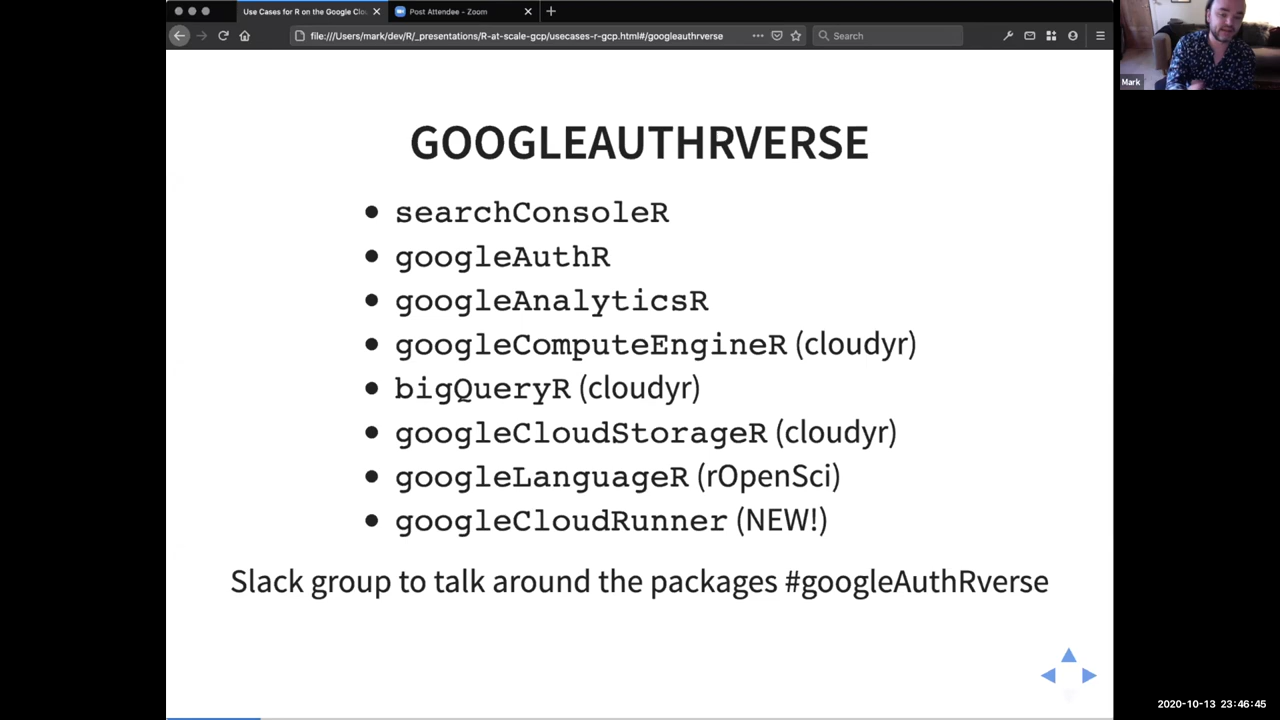 Use Cases for R on the Google Clo
Post Attendee - Zoom
file:///Users/mark/dev/R/_presentations/R-at-scale-gcp/usecases-r-gcp.html#/googleauthrverse
Search
Mark
GOOGLEAUTHRVERSE
searchConsoleR
googleAuthR
googleAnalyticsR
googleComputeEngineR (cloudyr)
bigQueryR (cloudyr)
googleCloudStorageR (cloudyr)
googleLanguageR (rOpenSci)
googleCloudRunner (NEW!)
Slack group to talk around the packages #googleAuthRverse
2020-10-13 23:46:45